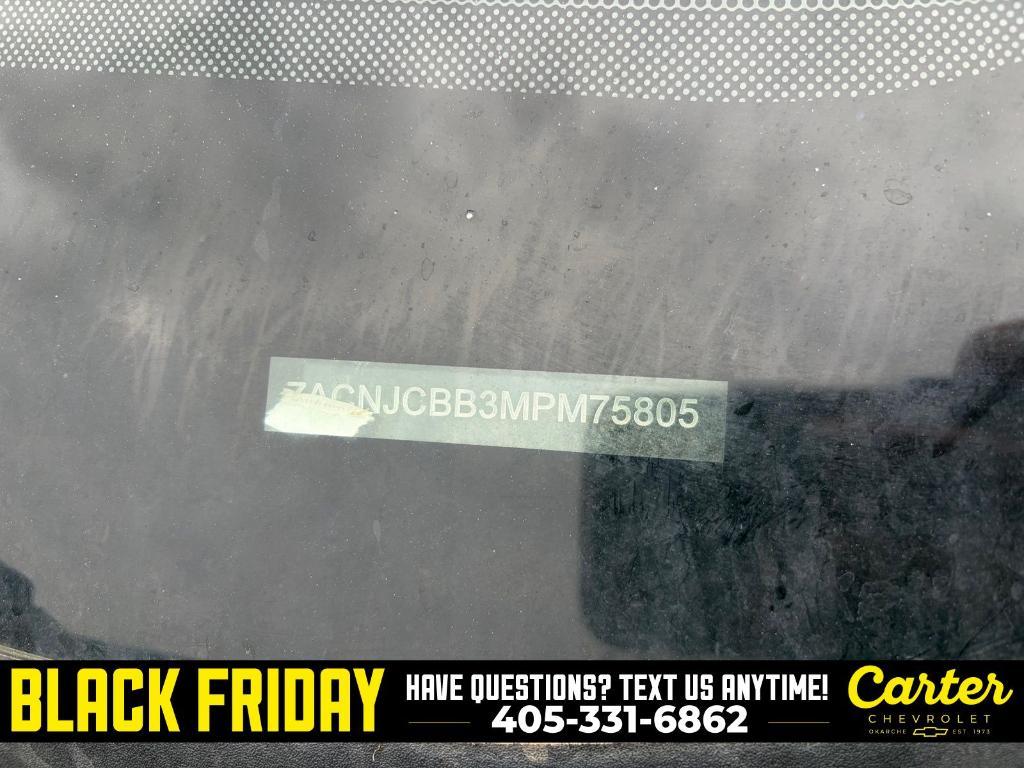 ZACNJCBB3MPM75805
BLACK FRIDAY
HAVE QUESTIONS? TEXT US ANYTIME!
405-331-6862
Carter
CHEVROLET
OKARCHE EST. 1973